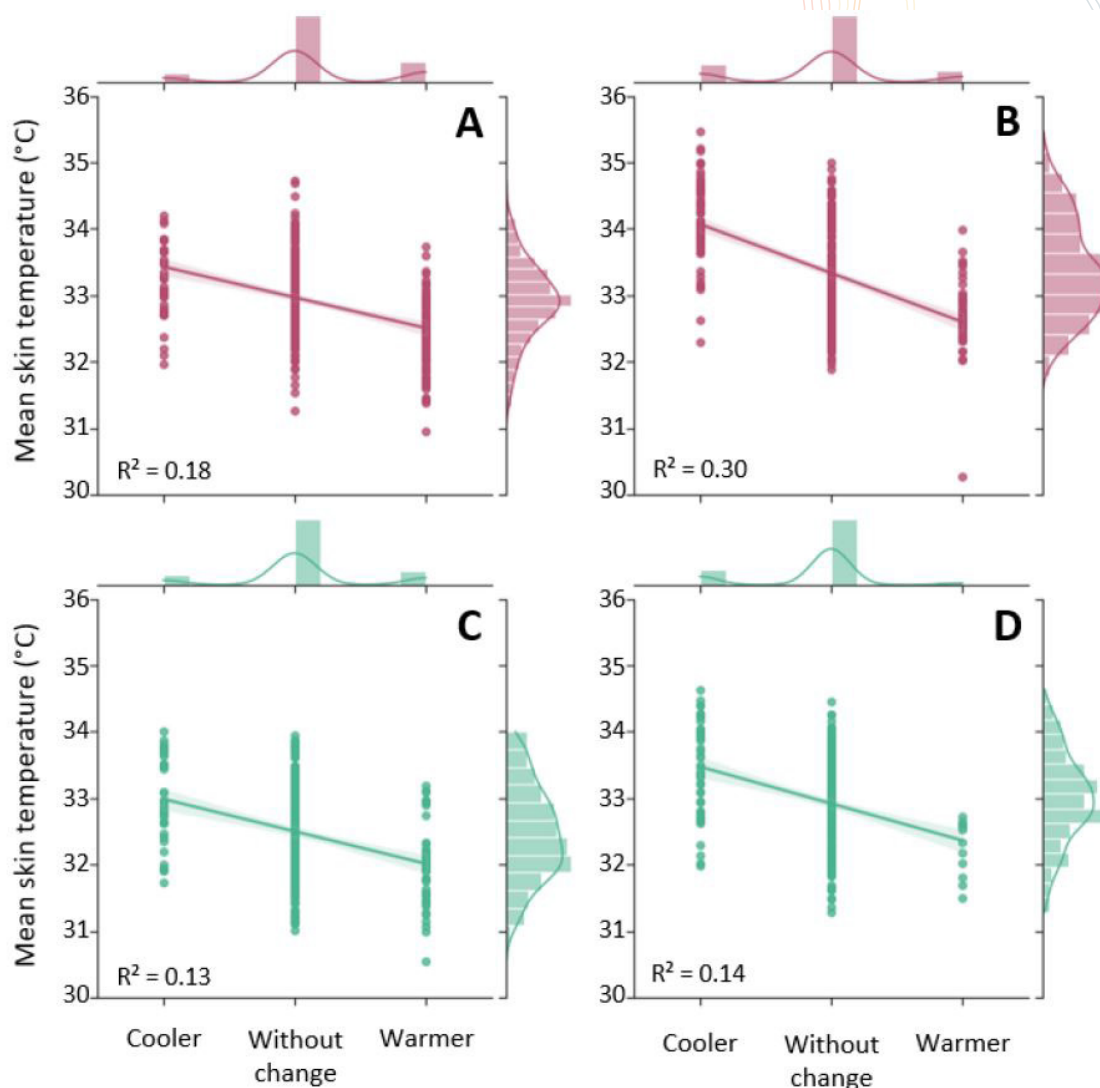 A
B
Mean skin temperature (°C)
36
35
34
33
32
31
30
R² = 0.18
36
35
34
33
32
31
30
R² = 0.30
C
D
Mean skin temperature (°C)
36
35
34
33
32
31
30
R² = 0.13
36
35
34
33
32
31
30
R² = 0.14
Cooler
Without
change
Warmer
Cooler
Without
change
Warmer